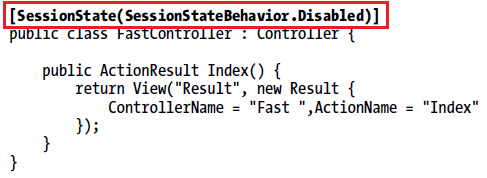 [SessionState(SessionStateBehavior.Disabled)]
public class FastController : Controller {
public ActionResult Index() {
return View("Result", new Result {
ControllerName = "Fast ",ActionName = "Index"
});
}
}